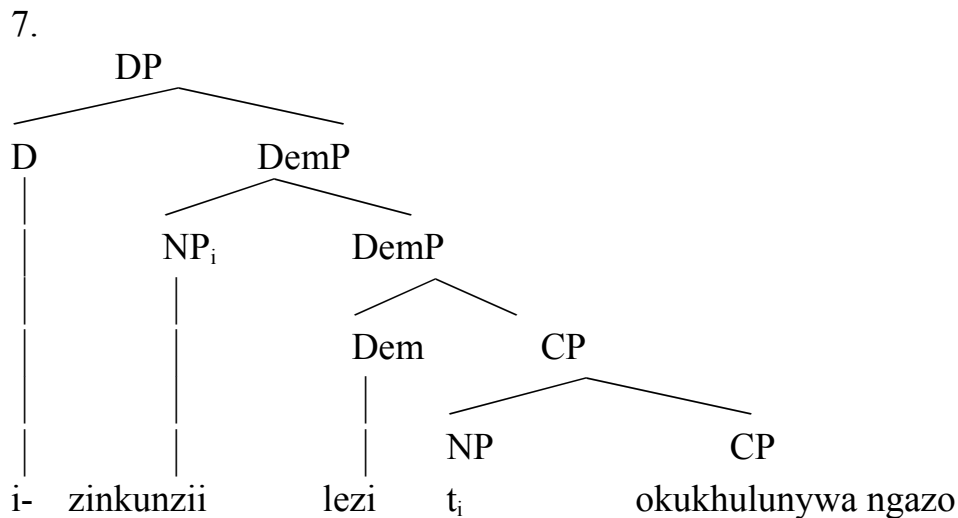 7.
DP
D DemP
NPi DemP
Dem CP
NP CP
i- zinkunzii lezi ti okukhulunywa ngazo